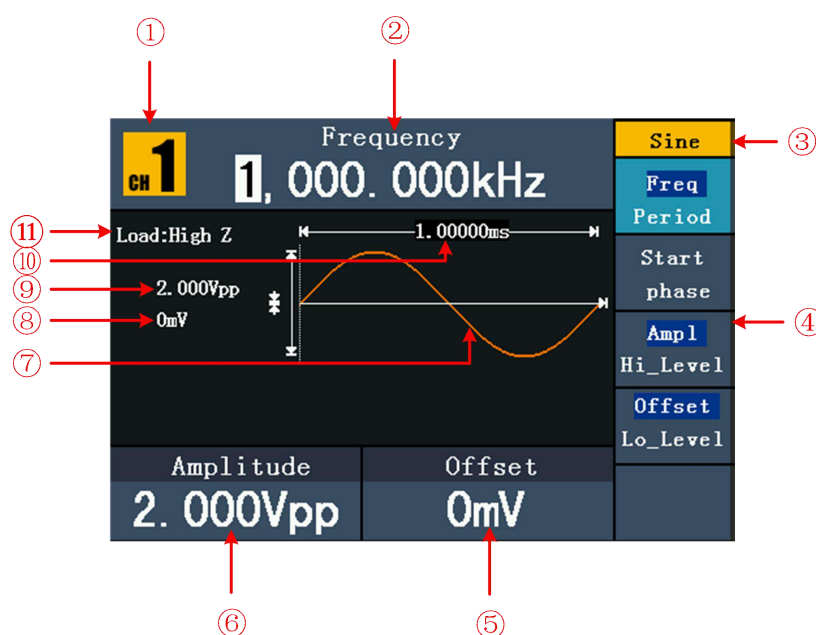 ① ②
Frequency
Sine
③
CH 1
1, 000. 000kHz
Freq
Period
⑪
Load:High Z
1.00000ms
⑩
Start
phase
⑨
2.000Vpp
⑧
0mV
④
Ampl
Hi_Level
⑦
Offset
Lo_Level
Amplitude
Offset
2. 000Vpp
0mV
⑥ ⑤